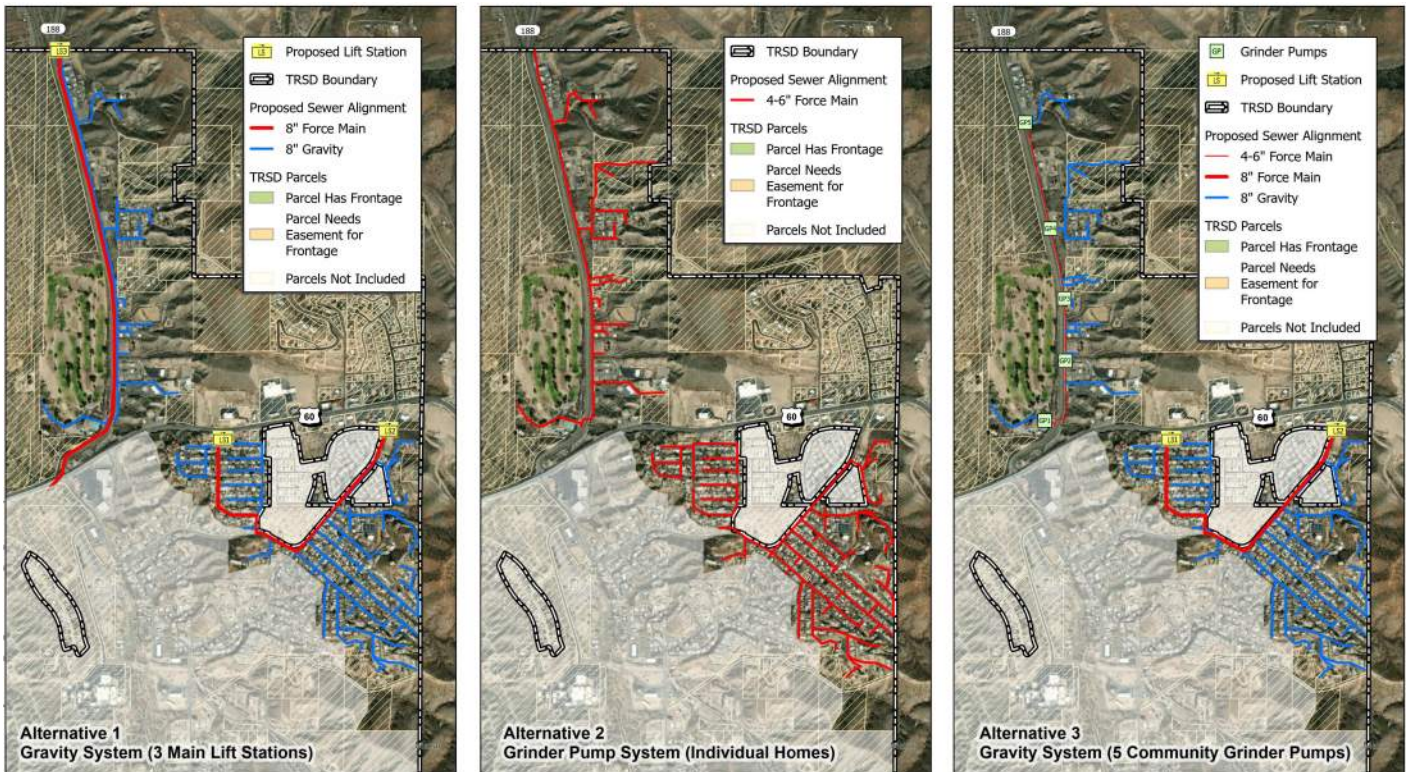 188
LS3
LS
Proposed Lift Station
TRSD Boundary
Proposed Sewer Alignment
8" Force Main
8" Gravity
TRSD Parcels
Parcel Has Frontage
Parcel Needs
Easement for
Frontage
Parcels Not Included
60
LS1
LS2
Alternative 1
Gravity System (3 Main Lift Stations)
188
TRSD Boundary
Proposed Sewer Alignment
4-6" Force Main
TRSD Parcels
Parcel Has Frontage
Parcel Needs
Easement for
Frontage
Parcels Not Included
60
Alternative 2
Grinder Pump System (Individual Homes)
188
GP
Grinder Pumps
LS
Proposed Lift Station
TRSD Boundary
Proposed Sewer Alignment
4-6" Force Main
8" Force Main
8" Gravity
TRSD Parcels
Parcel Has Frontage
Parcel Needs
Easement for
Frontage
Parcels Not Included
GP5
GP4
GP3
GP2
GP1
60
LS1
LS2
Alternative 3
Gravity System (5 Community Grinder Pumps)